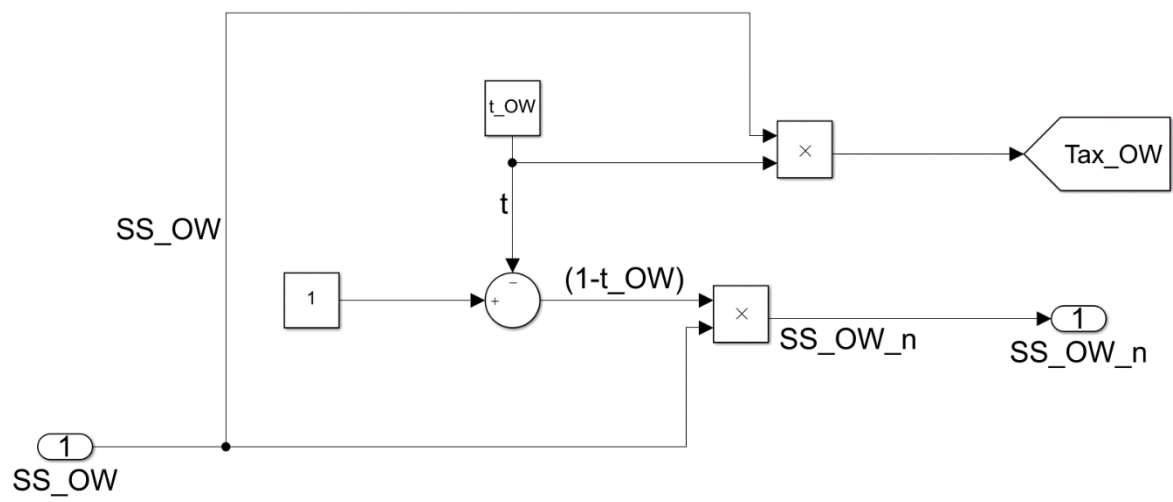 t_OW
×
Tax_OW
SS_OW
t
1
−
+
(1-t_OW)
×
SS_OW_n
1
SS_OW_n
1
SS_OW